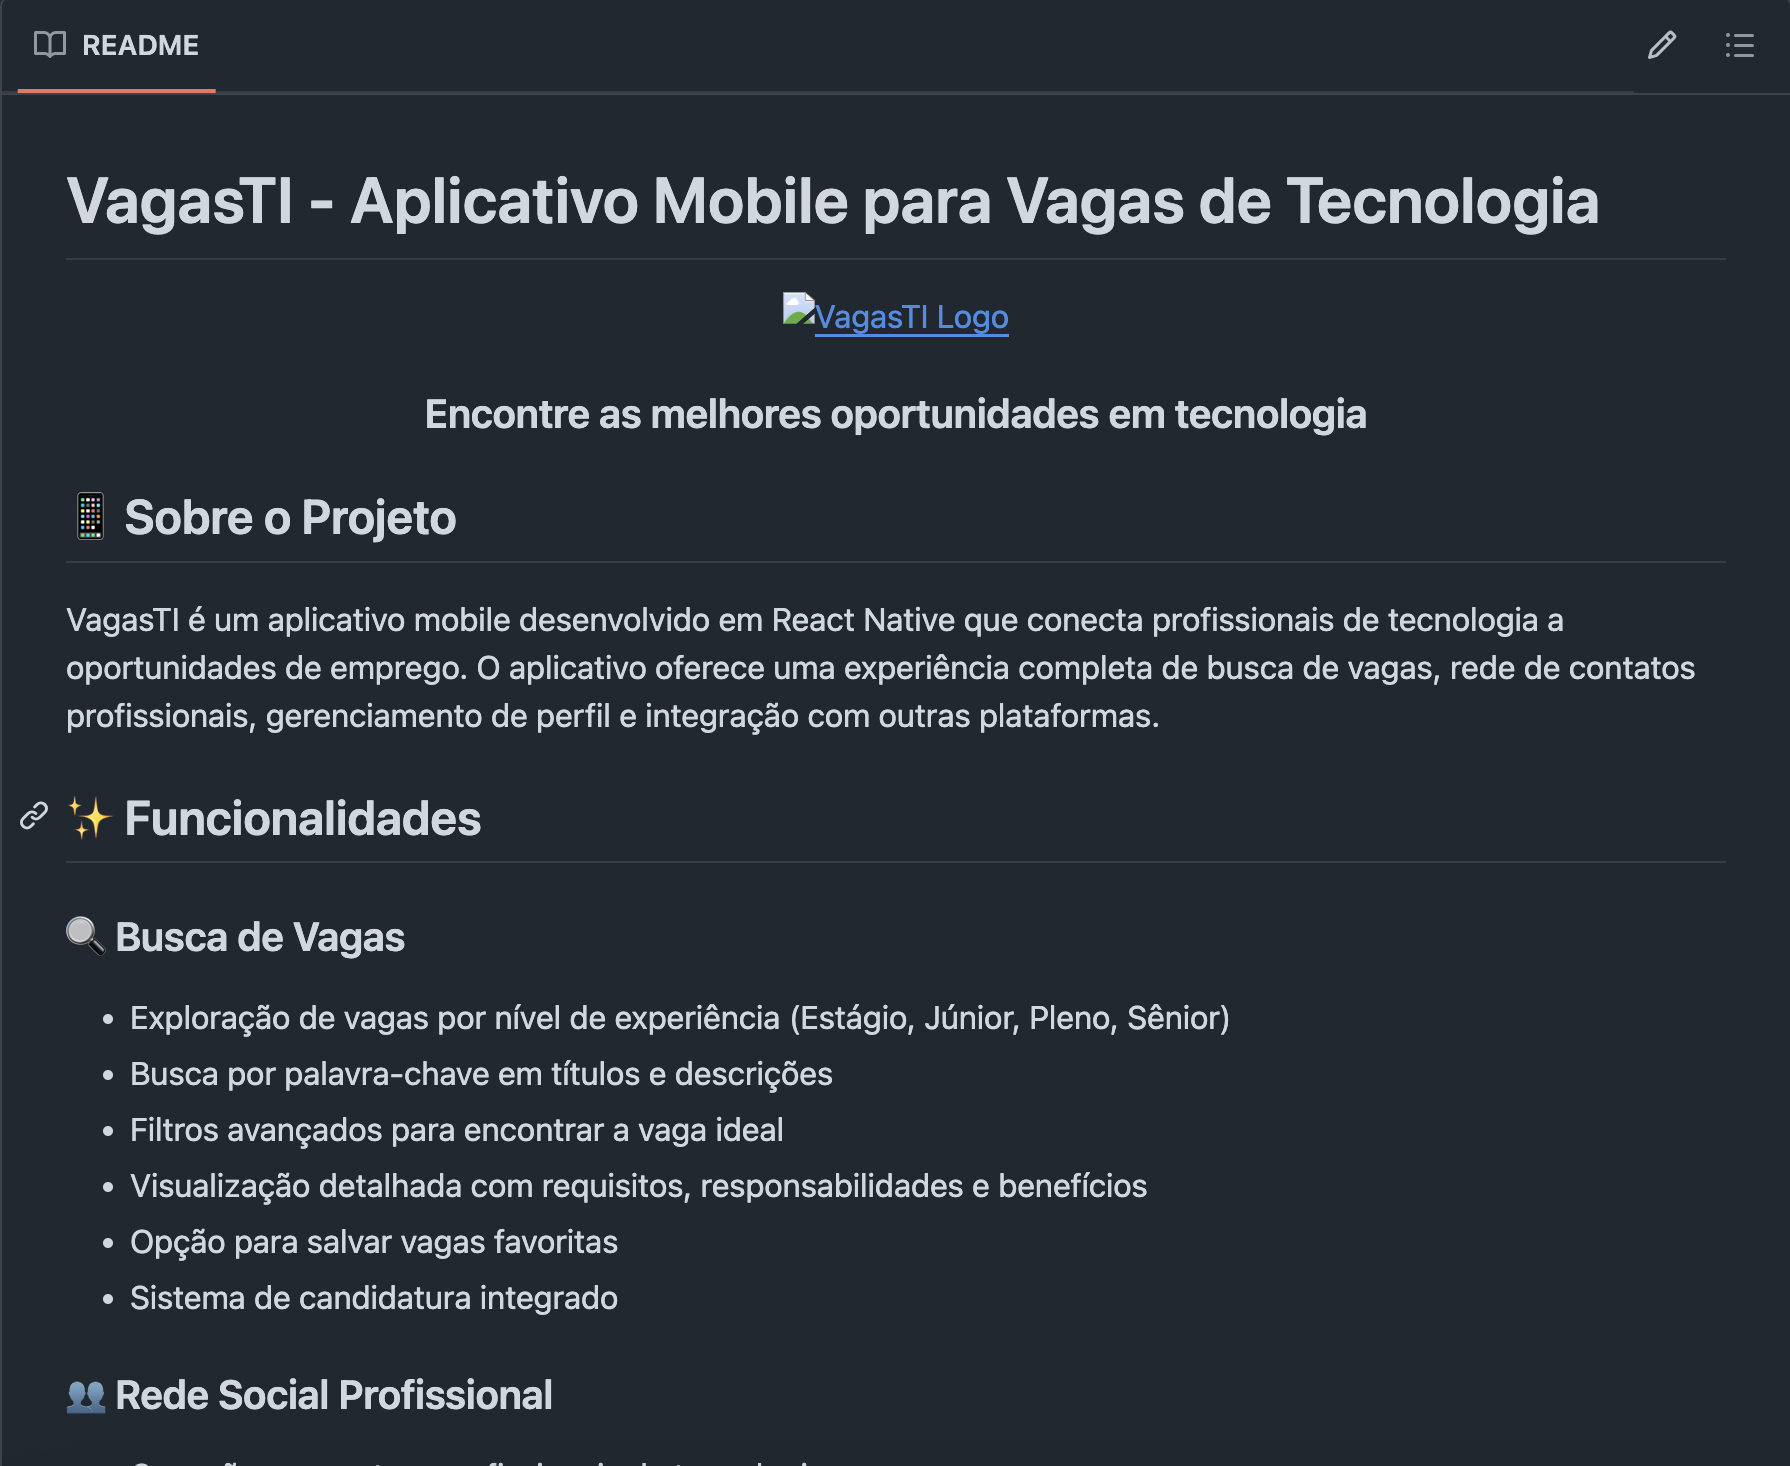 README
VagasTI - Aplicativo Mobile para Vagas de Tecnologia
VagasTI Logo
Encontre as melhores oportunidades em tecnologia
📱 Sobre o Projeto
VagasTI é um aplicativo mobile desenvolvido em React Native que conecta profissionais de tecnologia a
oportunidades de emprego. O aplicativo oferece uma experiência completa de busca de vagas, rede de contatos
profissionais, gerenciamento de perfil e integração com outras plataformas.
✨ Funcionalidades
🔍 Busca de Vagas
• Exploração de vagas por nível de experiência (Estágio, Júnior, Pleno, Sênior)
• Busca por palavra-chave em títulos e descrições
• Filtros avançados para encontrar a vaga ideal
• Visualização detalhada com requisitos, responsabilidades e benefícios
• Opção para salvar vagas favoritas
• Sistema de candidatura integrado
👥 Rede Social Profissional